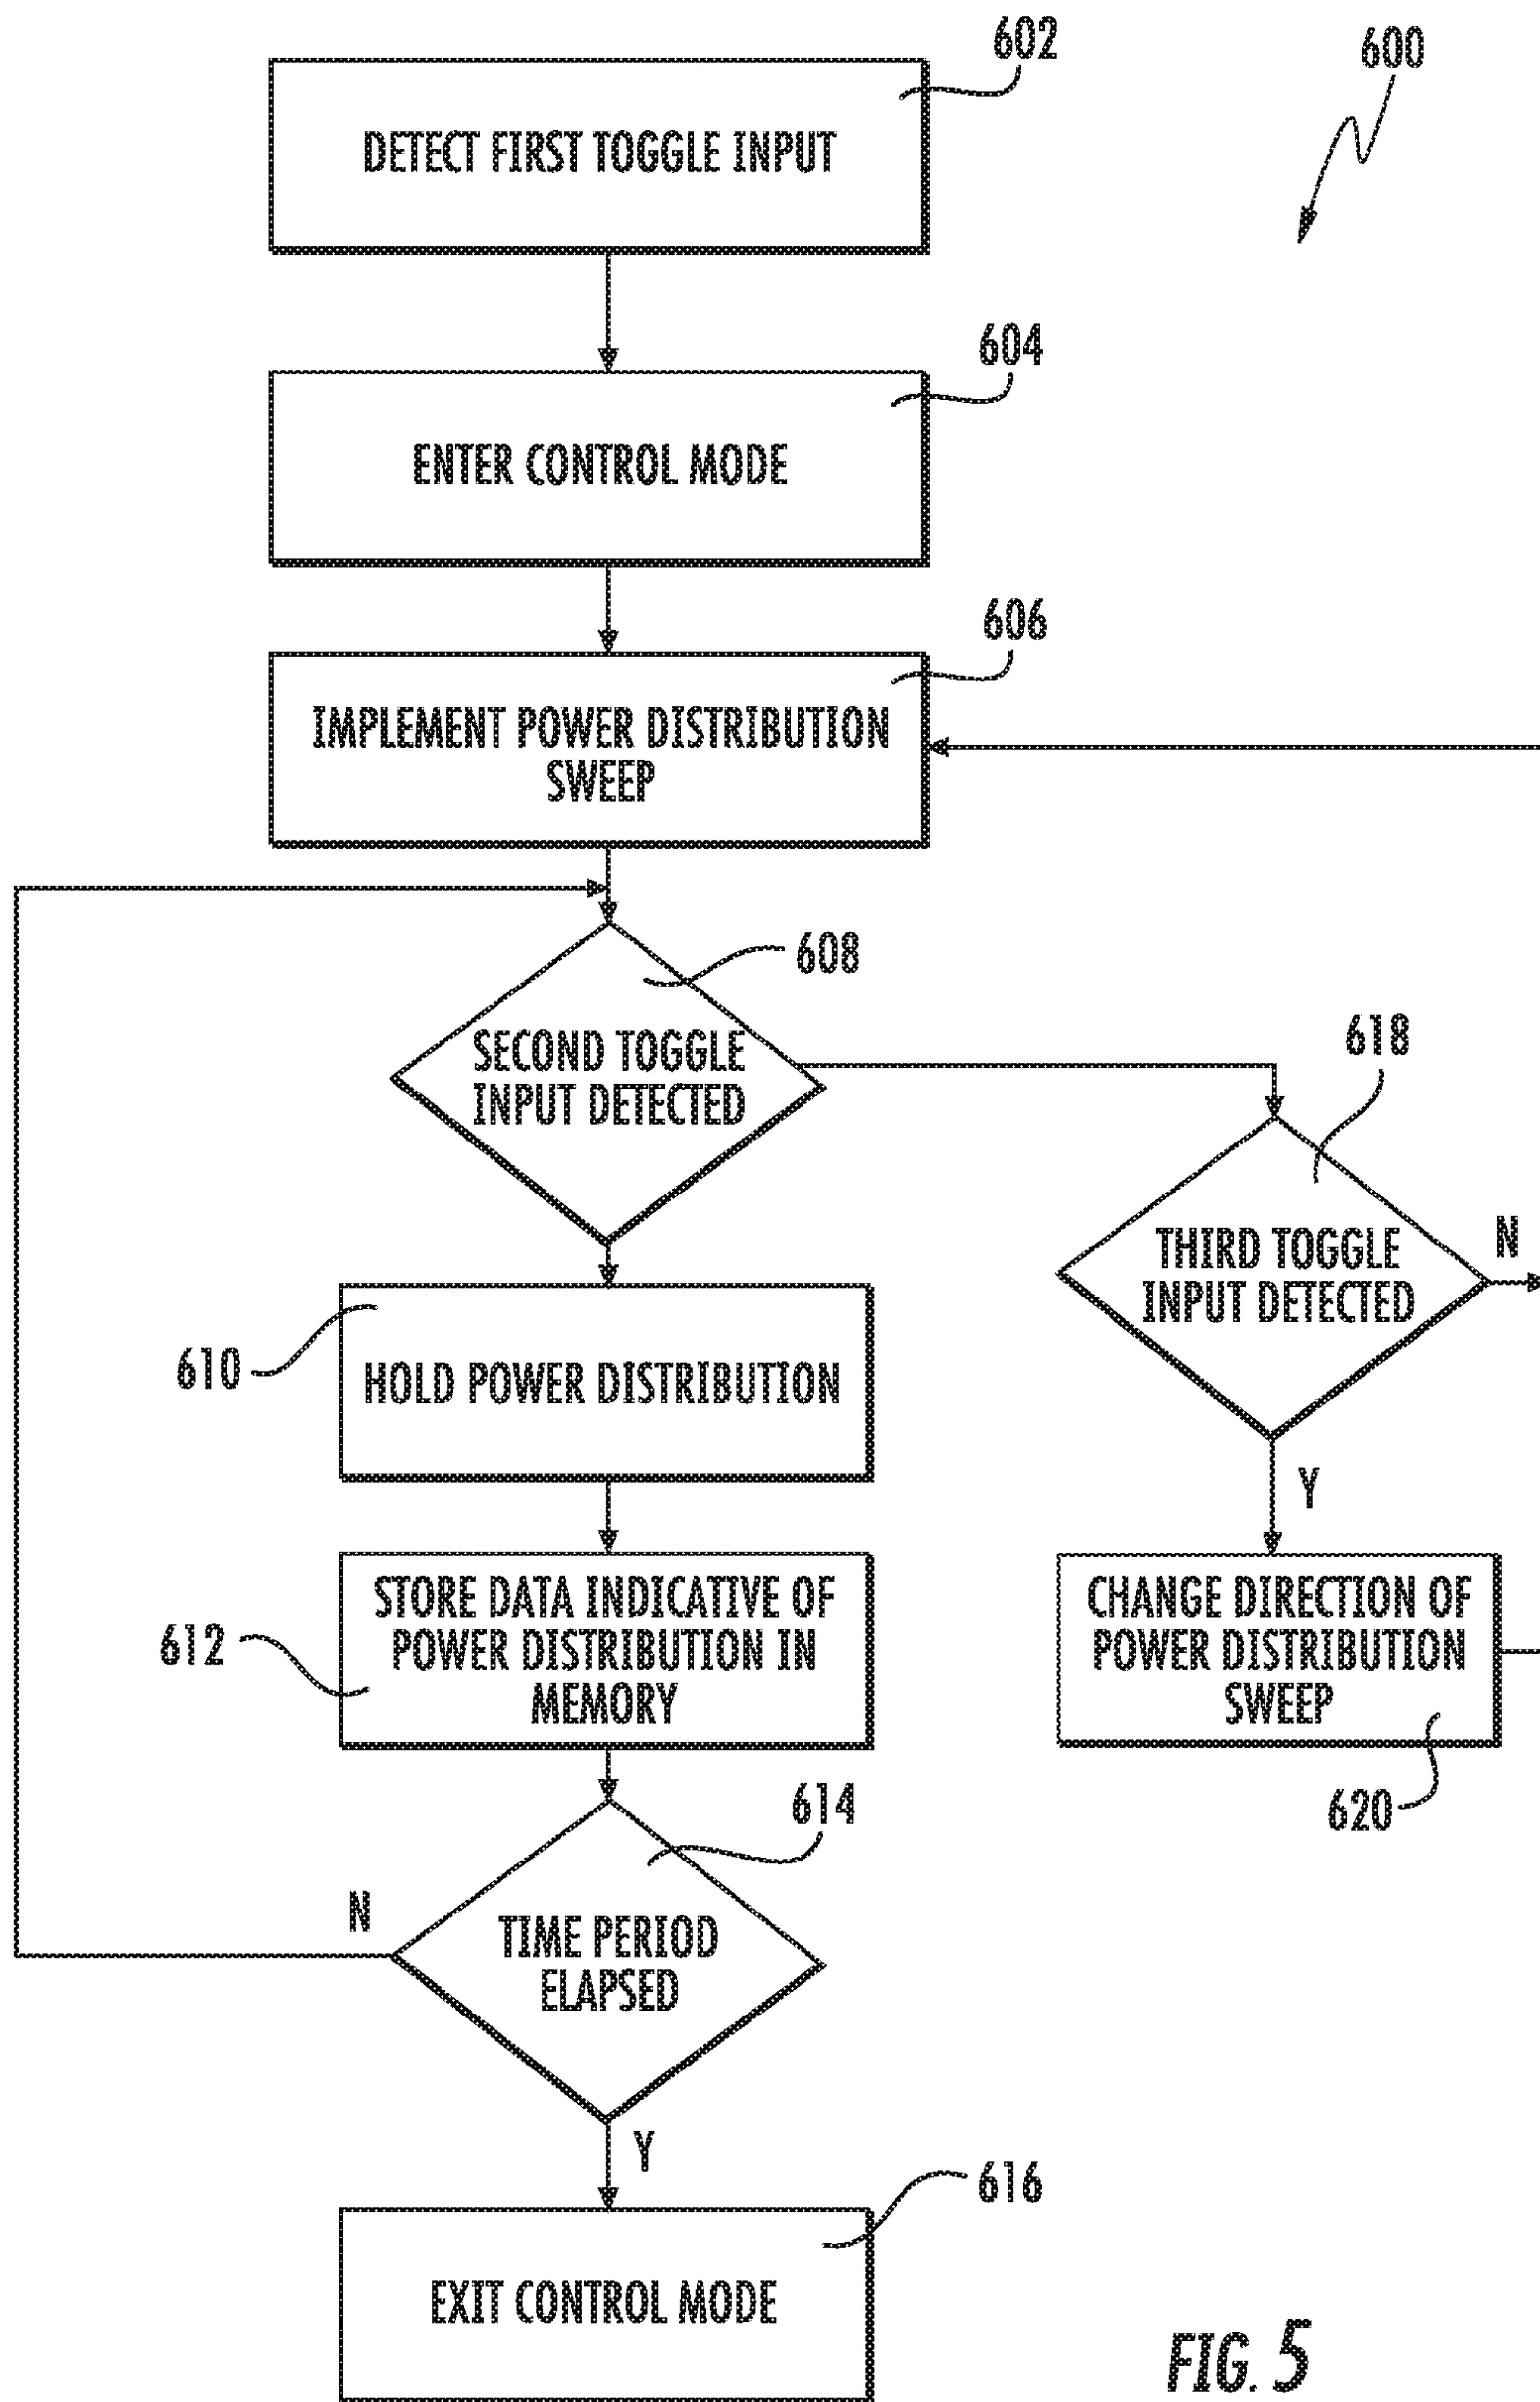 602
600
DETECT FIRST TOGGLE INPUT
604
ENTER CONTROL MODE
606
IMPLEMENT POWER DISTRIBUTION
SWEEP
608
SECOND TOGGLE
INPUT DETECTED
618
THIRD TOGGLE
INPUT DETECTED
N
610
HOLD POWER DISTRIBUTION
Y
612
STORE DATA INDICATIVE OF
POWER DISTRIBUTION IN
MEMORY
CHANGE DIRECTION OF
POWER DISTRIBUTION
SWEEP
620
614
N
TIME PERIOD
ELAPSED
Y
616
EXIT CONTROL MODE
FIG. 5